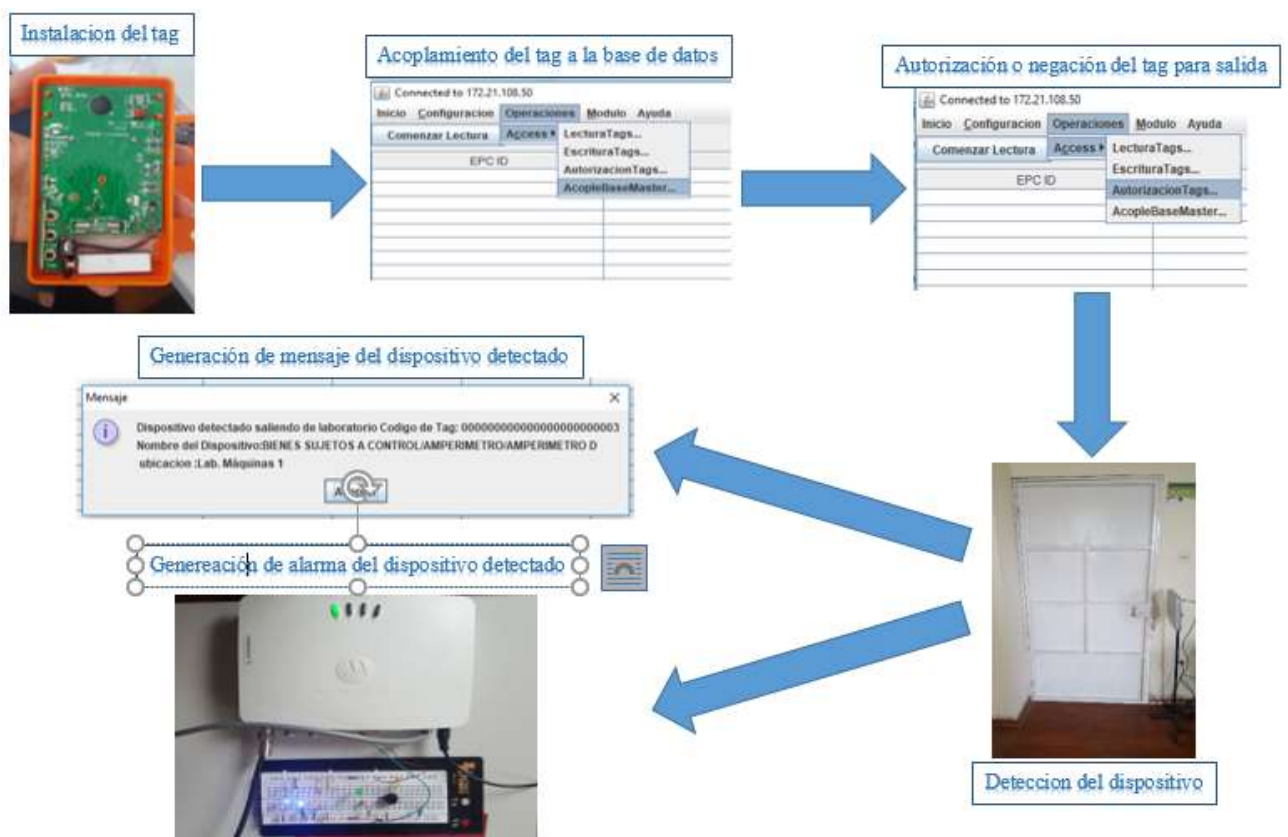 Instalacion del tag
Acoplamiento del tag a la base de datos
Connected to 172.21.108.50
Inicio Configuracion Operaciones Modulo Ayuda
Comenzar Lectura Access LecturaTags...
EscrituraTags...
EPC ID
AutorizacionTags...
AcopleBaseMaster...
Autorización o negación del tag para salida
Connected to 172.21.108.50
Inicio Configuracion Operaciones Modulo Ayuda
Comenzar Lectura Access LecturaTags...
EscrituraTags...
EPC ID
AutorizacionTags...
AcopleBaseMaster...
Generación de mensaje del dispositivo detectado
Mensaje
Dispositivo detectado saliendo de laboratorio Codigo de Tag:
Nombre del Dispositivo:BIENES SUJETOS A CONTROL/AMPERIMETRO/AMPERIMETRO D
ubicacion :Lab. Máquinas 1
Genereación de alarma del dispositivo detectado
Deteccion del dispositivo